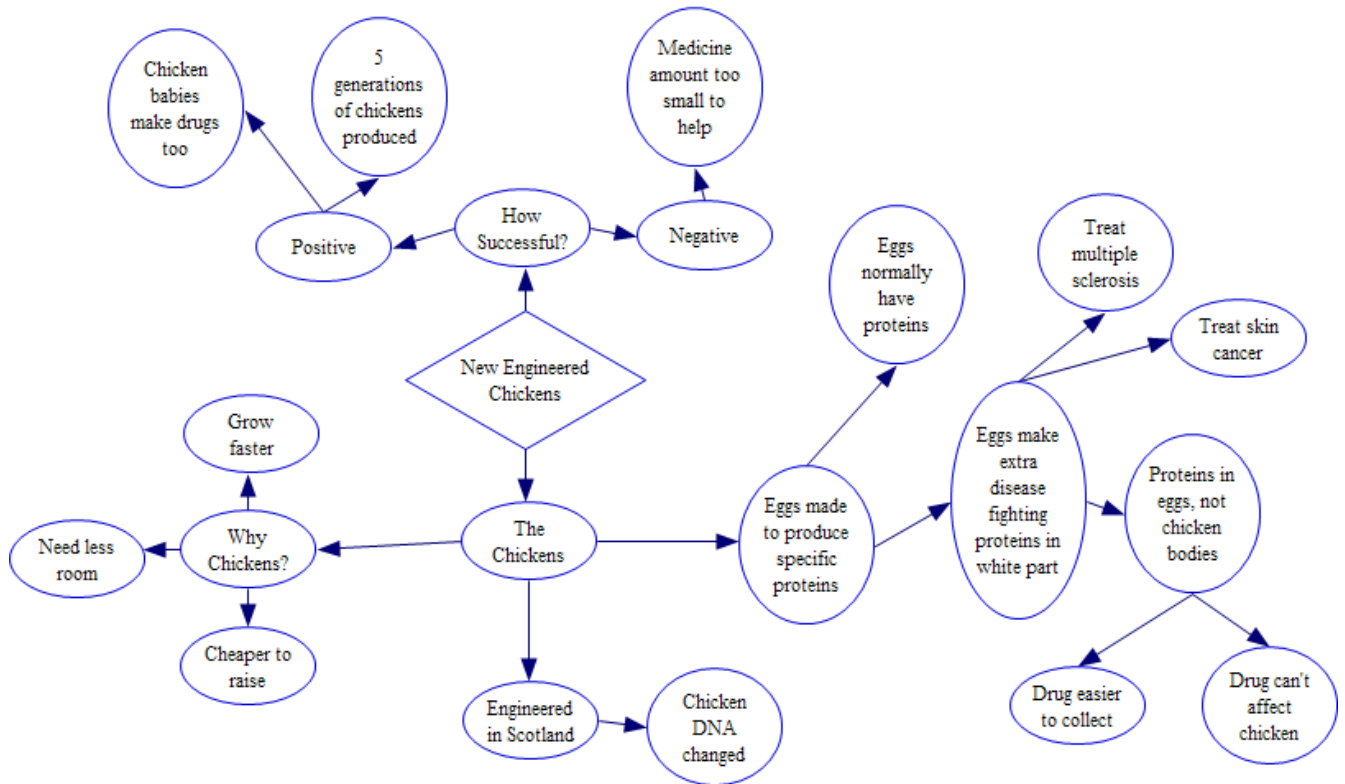 Chicken
babies
make drugs
too
5
generations
of chickens
produced
Medicine
amount too
small to
help
Positive
How
Successful?
Negative
Eggs
normally
have
proteins
Treat
multiple
sclerosis
Treat skin
cancer
New Engineered
Chickens
Grow
faster
Need less
room
Why
Chickens?
Cheaper to
raise
The
Chickens
Eggs made
to produce
specific
proteins
Eggs make
extra
disease
fighting
proteins in
white part
Proteins in
eggs, not
chicken
bodies
Engineered
in Scotland
Chicken
DNA
changed
Drug easier
to collect
Drug can't
affect
chicken